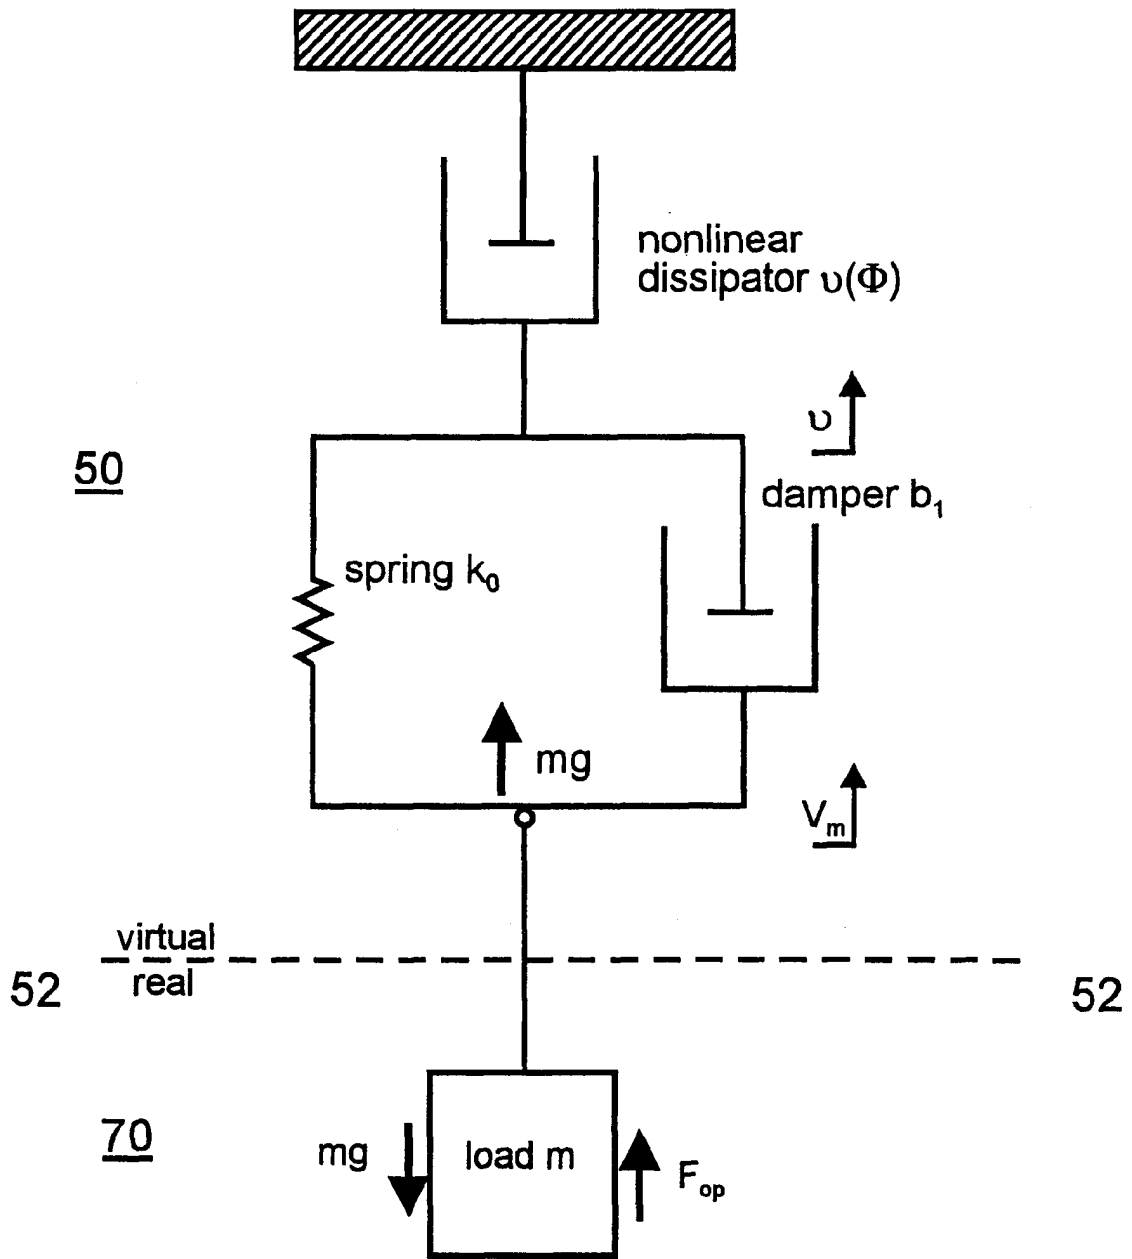 nonlinear
dissipator υ(Φ)
υ
50
damper b₁
spring k₀
mg
Vₘ
virtual
52 real 52
70
mg load m Fₒₚ